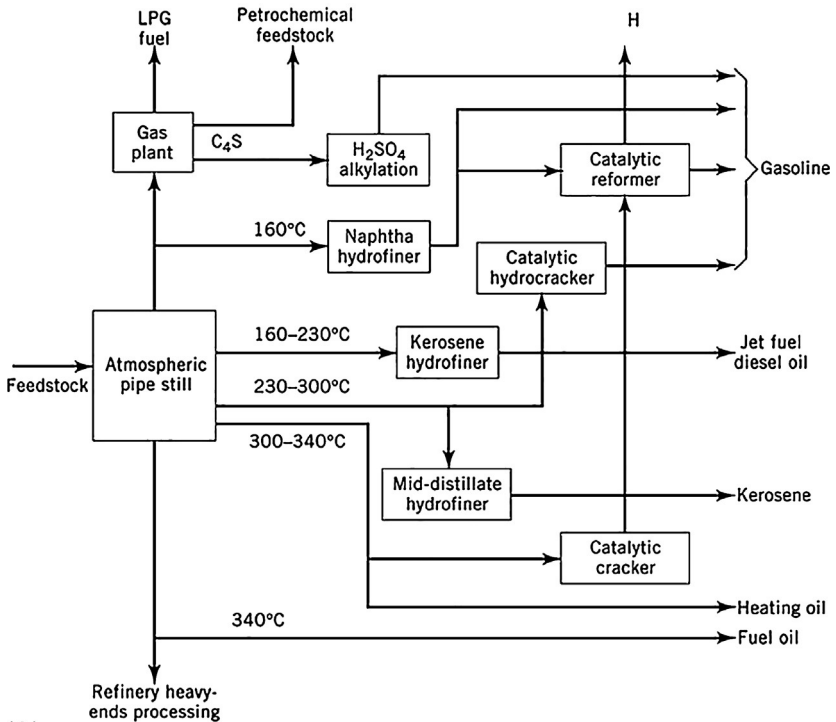 LPG
fuel
Petrochemical
feedstock
H
Gas
plant
C₄S
H₂SO₄
alkylation
Catalytic
reformer
Gasoline
160°C
Naphtha
hydrofiner
Catalytic
hydrocracker
Feedstock
Atmospheric
pipe still
160–230°C
Kerosene
hydrofiner
Jet fuel
diesel oil
230–300°C
300–340°C
Mid-distillate
hydrofiner
Kerosene
Catalytic
cracker
Heating oil
340°C
Fuel oil
Refinery heavy-
ends processing